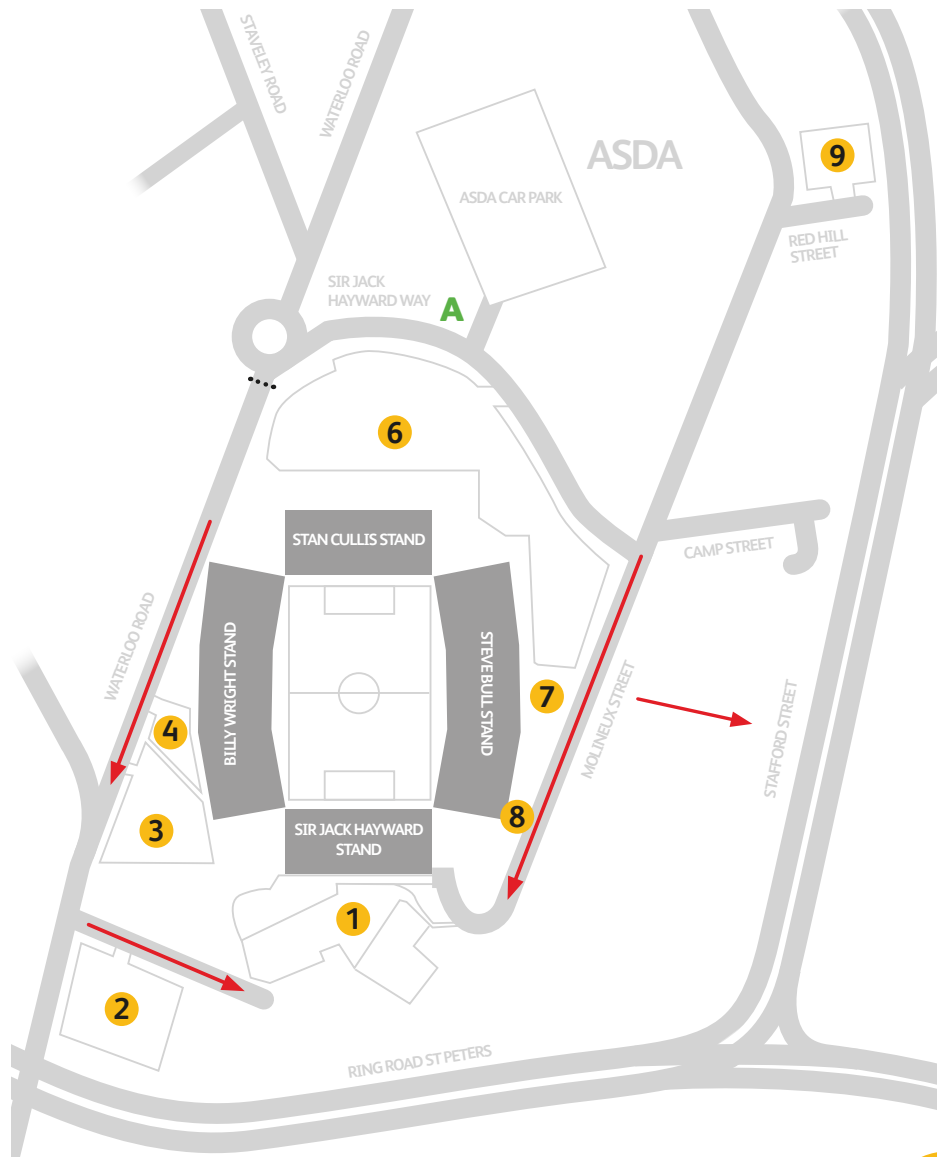 STAVELEY ROAD
WATERLOO ROAD
ASDA
9
ASDA CAR PARK
RED HILL
STREET
SIR JACK
HAYWARD WAY
A
6
STAN CULLIS STAND
CAMP STREET
WATERLOO ROAD
BILLY WRIGHT STAND
STEVEBULL STAND
7
MOLINEUX STREET
STAFFORD STREET
4
3
8
SIR JACK HAYWARD
STAND
1
2
RING ROAD ST PETERS